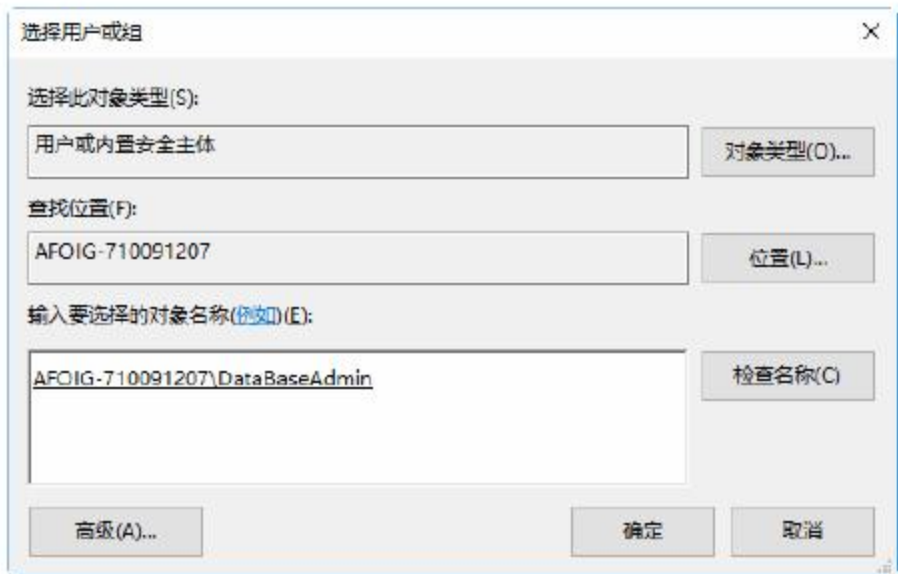 选择用户或组
选择此对象类型(S):
用户或内置安全主体
对象类型(O)...
查找位置(F):
AFOIG-710091207
位置(L)...
输入要选择的对象名称(例如)(E):
AFOIG-710091207\DataBaseAdmin
检查名称(C)
高级(A)...
确定
取消